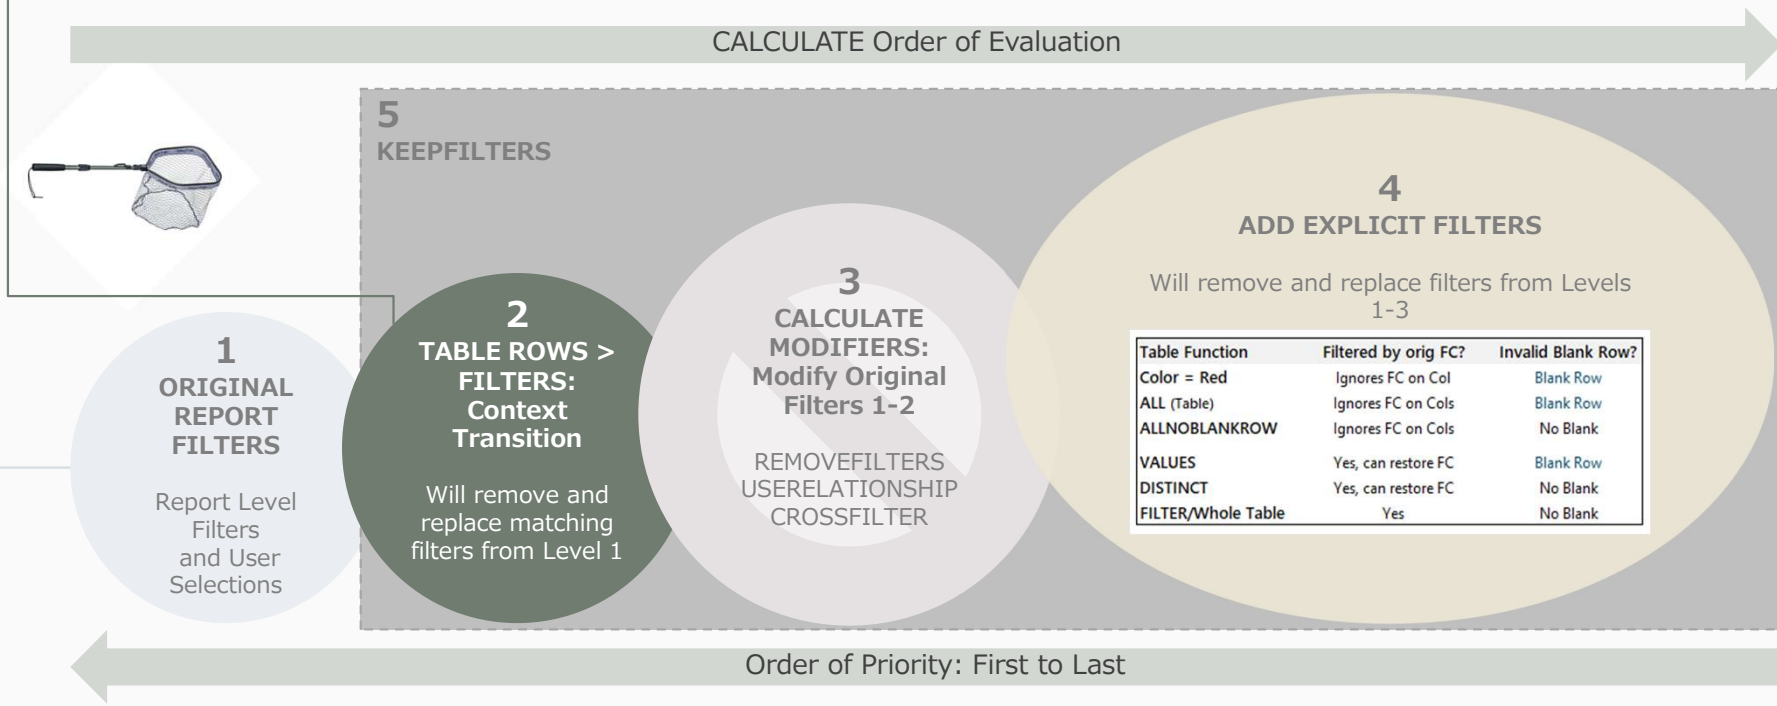 CALCULATE Order of Evaluation
5
KEEPFILTERS
1
ORIGINAL
REPORT
FILTERS
Report Level
Filters
and User
Selections
2
TABLE ROWS >
FILTERS:
Context
Transition
Will remove and
replace matching
filters from Level 1
3
CALCULATE
MODIFIERS:
Modify Original
Filters 1-2
REMOVEFILTERS
USERELATIONSHIP
CROSSFILTER
4
ADD EXPLICIT FILTERS
Will remove and replace filters from Levels
1-3
Table Function Filtered by orig FC? Invalid Blank Row?
Color = Red Ignores FC on Col Blank Row
ALL (Table) Ignores FC on Cols Blank Row
ALLNOBLANKROW Ignores FC on Cols No Blank
VALUES Yes, can restore FC Blank Row
DISTINCT Yes, can restore FC No Blank
FILTER/Whole Table Yes No Blank
Order of Priority: First to Last